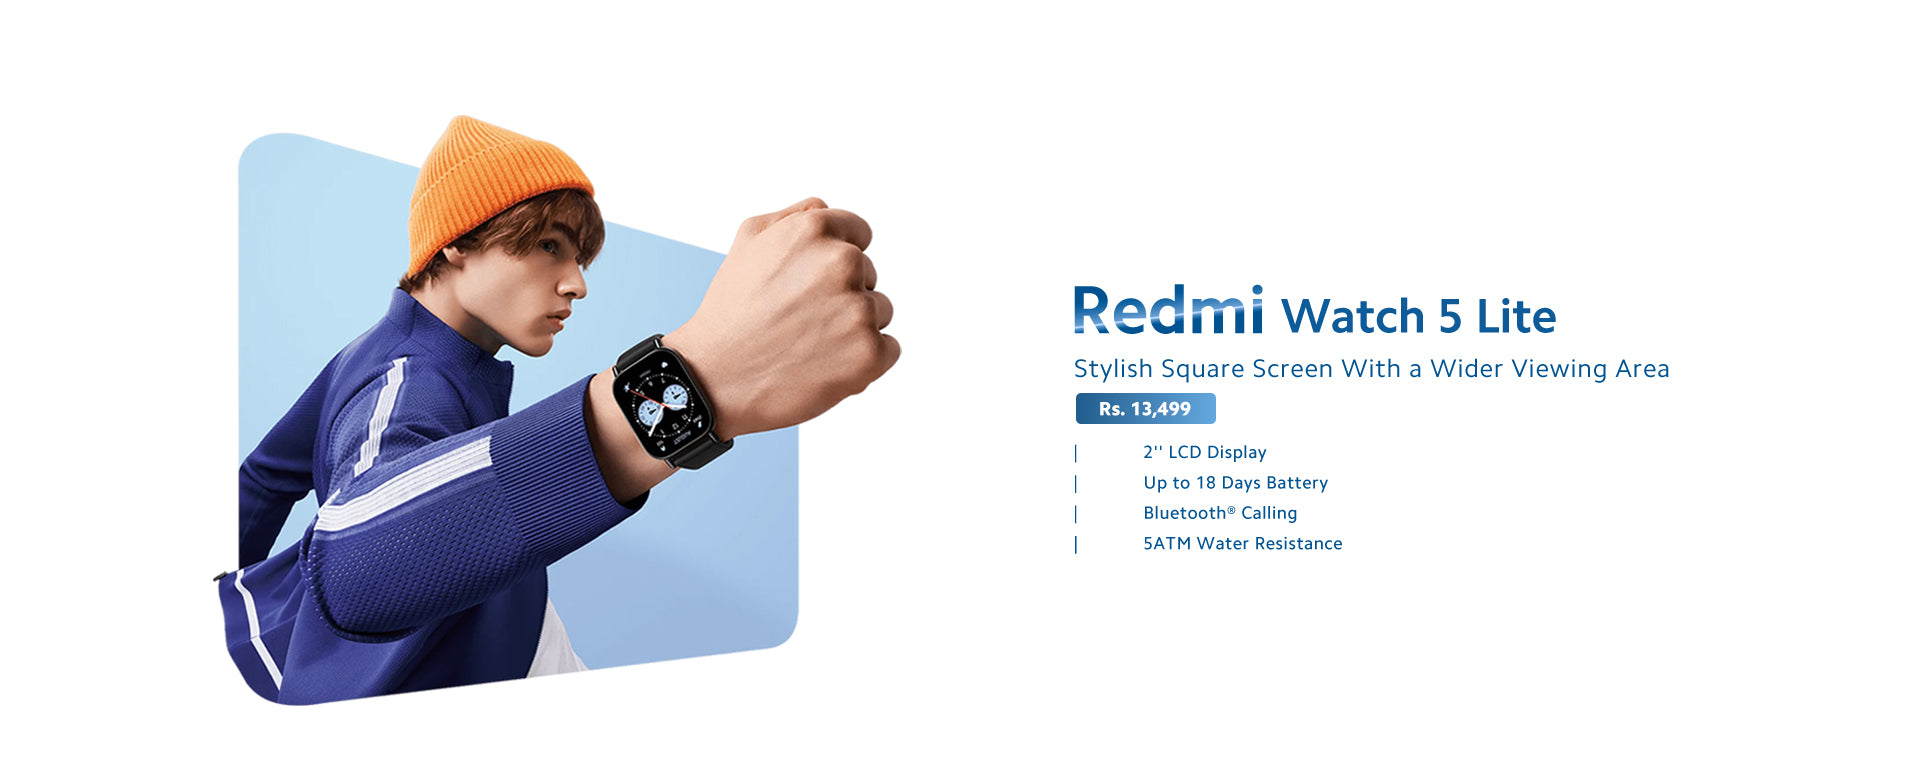 Redmi Watch 5 Lite
Stylish Square Screen With a Wider Viewing Area
Rs. 13,499
| 2'' LCD Display
| Up to 18 Days Battery
| Bluetooth® Calling
| 5ATM Water Resistance
AUGUST